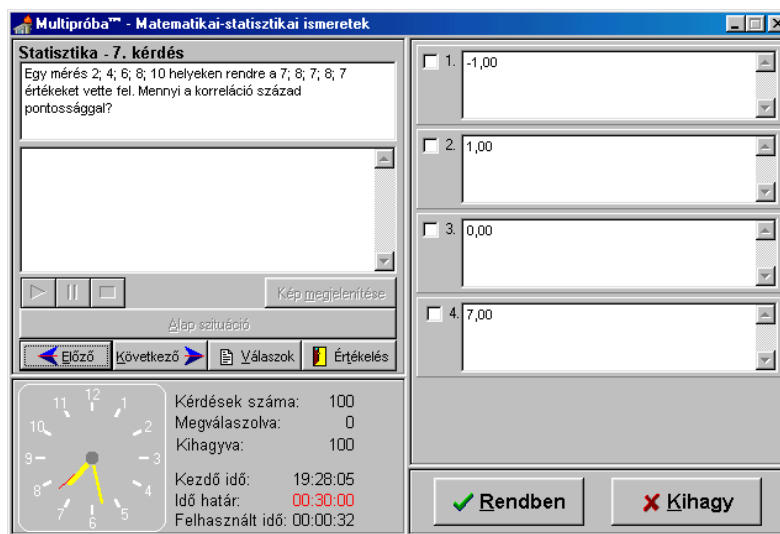 Multipróba™ - Matematikai-statisztikai ismeretek
Statisztika - 7. kérdés
Egy mérés 2; 4; 6; 8; 10 helyeken rendre a 7; 8; 7; 8; 7
értékeket vette fel. Mennyi a korreláció század
pontossággal?
Kép megjelenítése
Alap szituáció
Előző
Következő
Válaszok
Értékelés
12
1
2
3
4
5
6
7
8
9
10
11
Kérdések száma: 100
Megválaszolva: 0
Kihagyva: 100
Kezdő idő: 19:28:05
Idő határ: 00:30:00
Felhasznált idő: 00:00:32
1. -1,00
2. 1,00
3. 0,00
4. 7,00
Rendben
Kihagy